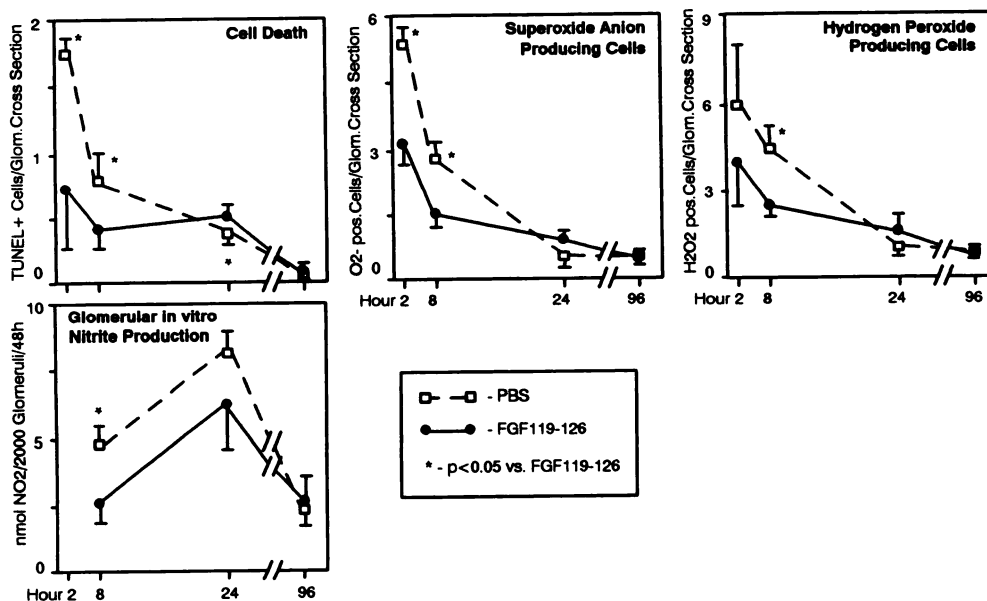 Cell Death
TUNEL + Cells/Glom.Cross Section
2
1
0
*
*
*
Superoxide Anion
Producing Cells
O2- pos.Cells/Glom.Cross Section
6
3
0
*
*
Hour 2 8 24 96
Hydrogen Peroxide
Producing Cells
H2O2 pos.Cells/Glom.Cross Section
9
6
3
0
*
Hour 2 8 24 96
Glomerular in vitro
Nitrite Production
nmol NO2/2000 Glomeruli/48h
10
5
0
*
Hour 2 8 24 96
- PBS
- FGF119-126
* - p<0.05 vs. FGF119-126